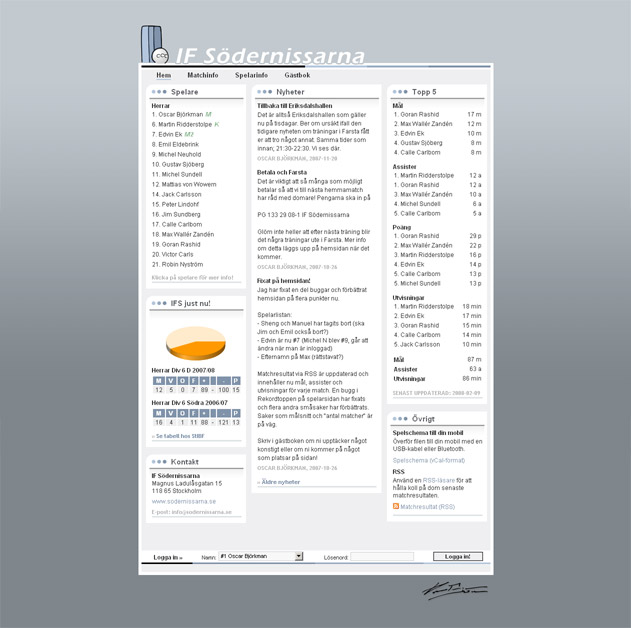 IF Södernissarna
Hem Matchinfo Spelarinfo Gästbok
Spelare
Herrar
1. Oscar Björkman M
6. Martin Ridderstolpe K
7. Edvin Ek MJ
8. Emil Eldebrink
9. Michel Neuhold
10. Gustav Sjöberg
11. Michel Sundell
12. Mattias von Wowern
14. Jack Carlsson
15. Peter Lindohf
16. Jim Sundberg
17. Calle Carlbom
18. Max Wallér Zandén
19. Goran Rashid
20. Victor Carls
21. Robin Nyström
Klicka på spelare för mer info!
IFS just nu!
Herrar Div 6 D 2007/08
M V O F + - P
12 5 0 7 89 - 100 15
Herrar Div 6 Södra 2006/07
M V O F + - P
16 4 1 11 88 - 121 13
» Se tabell hos StIBF
Kontakt
IF Södernissarna
Magnus Ladulåsgatan 15
118 65 Stockholm
www.sodernissarna.se
E-post: info@sodernissarna.se
Nyheter
Tillbaka till Eriksdalshallen
Det är alltså Eriksdalshallen som gäller
nu på tisdagar. Ber om ursäkt ifall den
tidigare nyheten om träningar i Farsta fått
er att tro något annat. Samma tider som
innan; 21:30-22:30. Vi ses där.
OSCAR BJÖRKMAN, 2007-11-20
Betala och Farsta
Det är viktigt att så många som möjligt
betalar så att vi till nästa hemmamatch
har råd med domare! Pengarna ska in på
PG 133 29 08-1 IF Södernissarna
Glöm inte heller att efter nästa träning blir
det några träningar ute i Farsta. Mer info
om detta läggs upp på hemsidan när det
kommer.
OSCAR BJÖRKMAN, 2007-10-26
Fixat på hemsidan!
Jag har fixat en del buggar och förbättrat
hemsidan på flera punkter nu.
Spelarlistan:
- Sheng och Manuel har tagits bort (ska
Jim och Emil också bort?)
- Edvin är nu #7 (Michel N blev #9, går att
ändra när man är inloggad)
- Efternamn på Max (rättstavat?)
Matchresultat via RSS är uppdaterad och
innehåller nu mål, assister och
utvisningar för varje match. En bugg i
Rekordtoppen på spelarsidan har fixats
och flera andra småsaker har förbättrats.
Saker som målsnitt och "antal matcher" är
på väg.
Skriv i gästboken om ni upptäcker något
konstigt eller om ni kommer på något
som platsar på sidan!
OSCAR BJÖRKMAN, 2007-10-26
» Äldre nyheter
Topp 5
Mål
1. Goran Rashid 17 m
2. Max Wallér Zandén 12 m
3. Edvin Ek 10 m
4. Gustav Sjöberg 8 m
4. Calle Carlbom 8 m
Assister
1. Martin Ridderstolpe 12 a
1. Goran Rashid 12 a
3. Max Wallér Zandén 10 a
4. Michel Sundell 6 a
5. Calle Carlbom 5 a
Poäng
1. Goran Rashid 29 p
2. Max Wallér Zandén 22 p
3. Martin Ridderstolpe 16 p
4. Edvin Ek 14 p
5. Calle Carlbom 13 p
5. Michel Sundell 13 p
Utvisningar
1. Martin Ridderstolpe 18 min
2. Edvin Ek 17 min
3. Goran Rashid 15 min
4. Calle Carlbom 14 min
5. Jack Carlsson 10 min
Mål 87 m
Assister 63 a
Utvisningar 86 min
SENAST UPPDATERAD: 2008-02-09
Övrigt
Spelschema till din mobil
Överför filen till din mobil med en
USB-kabel eller Bluetooth.
Spelschema (vCal-format)
RSS
Använd en RSS-läsare för att
hålla koll på dom senaste
matchresultaten.
Matchresultat (RSS)
Logga in » Namn: #1 Oscar Björkman Lösenord: Logga in!